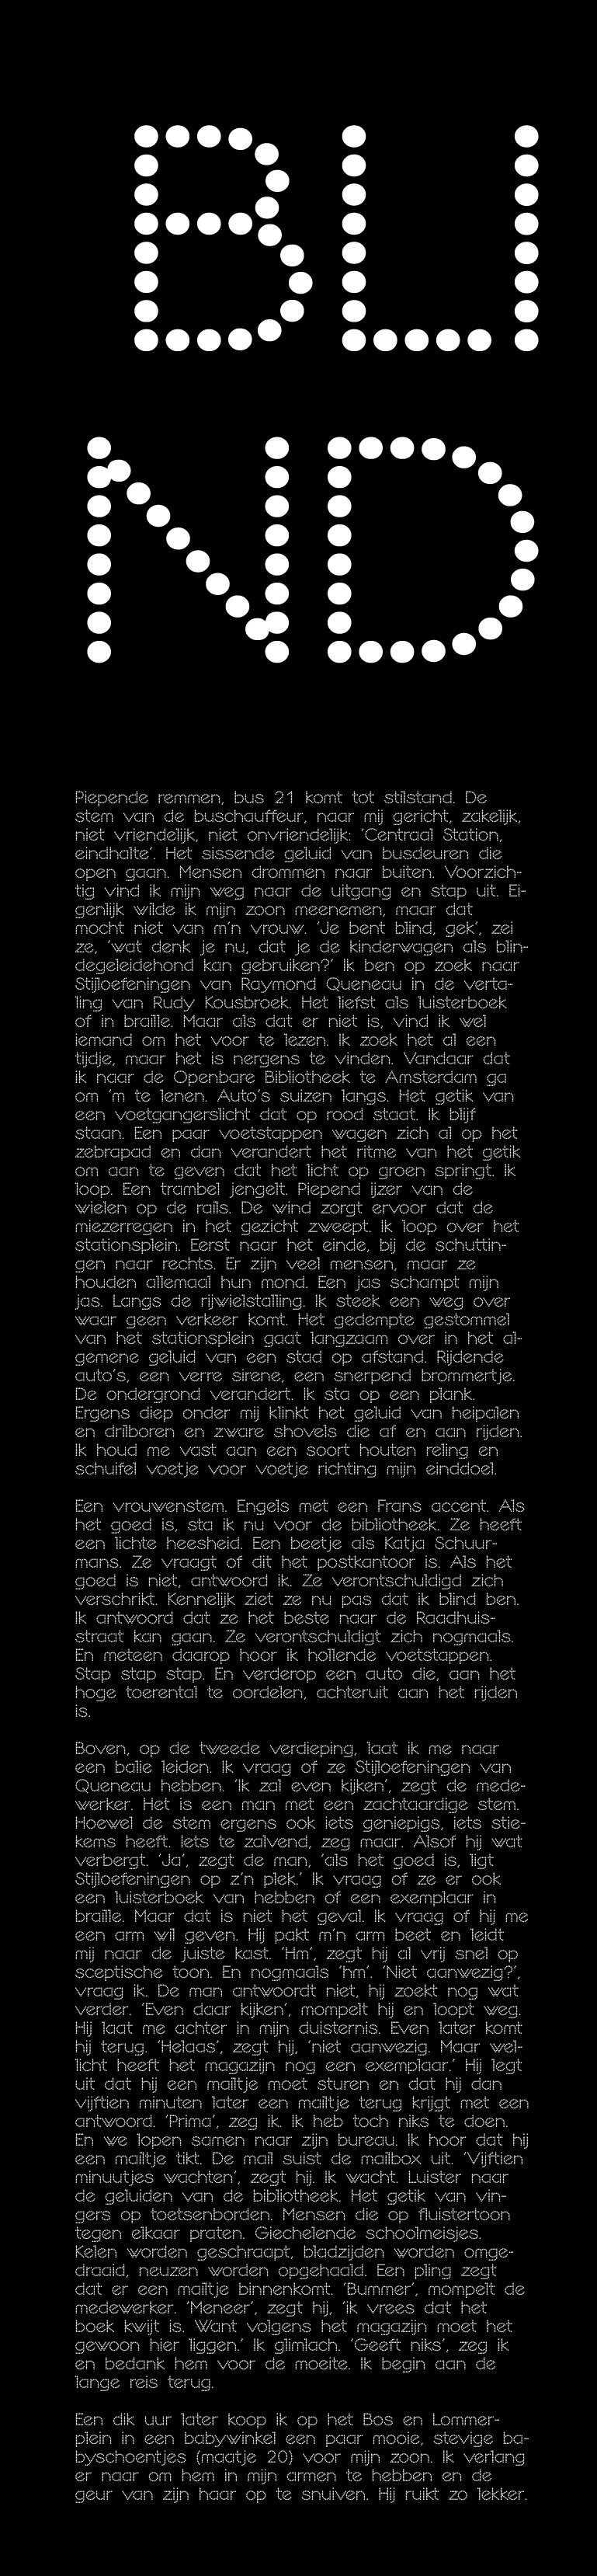 BLI
ND
Piepende remmen, bus 21 komt tot stilstand. De
stem van de buschauffeur, naar mij gericht, zakelijk,
niet vriendelijk, niet onvriendelijk: 'Centraal Station,
eindhalte'. Het sissende geluid van busdeuren die
open gaan. Mensen drommen naar buiten. Voorzich-
tig vind ik mijn weg naar de uitgang en stap uit. Ei-
genlijk wilde ik mijn zoon meenemen, maar dat
mocht niet van m'n vrouw. 'Je bent blind, gek', zei
ze, 'wat denk je nu, dat je de kinderwagen als blin-
degeleidehond kan gebruiken?' Ik ben op zoek naar
Stijloefeningen van Raymond Queneau in de verta-
ling van Rudy Kousbroek. Het liefst als luisterboek
of in braille. Maar als dat er niet is, vind ik wel
iemand om het voor te lezen. Ik zoek het al een
tijdje, maar het is nergens te vinden. Vandaar dat
ik naar de Openbare Bibliotheek te Amsterdam ga
om 'm te lenen. Auto's suizen langs. Het getik van
een voetgangerslicht dat op rood staat. Ik blijf
staan. Een paar voetstappen wagen zich al op het
zebrapad en dan verandert het ritme van het getik
om aan te geven dat het licht op groen springt. Ik
loop. Een trambel jengelt. Piepend ijzer van de
wielen op de rails. De wind zorgt ervoor dat de
miezerregen in het gezicht zweept. Ik loop over het
stationsplein. Eerst naar het einde, bij de schuttin-
gen naar rechts. Er zijn veel mensen, maar ze
houden allemaal hun mond. Een jas schampt mijn
jas. Langs de rijwielstalling. Ik steek een weg over
waar geen verkeer komt. Het gedempte gestommel
van het stationsplein gaat langzaam over in het al-
gemene geluid van een stad op afstand. Rijdende
auto's, een verre sirene, een snerpend brommertje.
De ondergrond verandert. Ik sta op een plank.
Ergens diep onder mij klinkt het geluid van heipalen
en drilboren en zware shovels die af en aan rijden.
Ik houd me vast aan een soort houten reling en
schuifel voetje voor voetje richting mijn einddoel.
Een vrouwenstem. Engels met een Frans accent. Als
het goed is, sta ik nu voor de bibliotheek. Ze heeft
een lichte heesheid. Een beetje als Katja Schuur-
mans. Ze vraagt of dit het postkantoor is. Als het
goed is niet, antwoord ik. Ze verontschuldigd zich
verschrikt. Kennelijk ziet ze nu pas dat ik blind ben.
Ik antwoord dat ze het beste naar de Raadhuis-
straat kan gaan. Ze verontschuldigt zich nogmaals.
En meteen daarop hoor ik hollende voetstappen.
Stap stap stap. En verderop een auto die, aan het
hoge toerental te oordelen, achteruit aan het rijden
is.
Boven, op de tweede verdieping, laat ik me naar
een balie leiden. Ik vraag of ze Stijloefeningen van
Queneau hebben. 'Ik zal even kijken', zegt de mede-
werker. Het is een man met een zachtaardige stem.
Hoewel de stem ergens ook iets geniepigs, iets stie-
kems heeft. Iets te zalvend, zeg maar. Alsof hij wat
verbergt. 'Ja', zegt de man, 'als het goed is, ligt
Stijloefeningen op z'n plek.' Ik vraag of ze er ook
een luisterboek van hebben of een exemplaar in
braille. Maar dat is niet het geval. Ik vraag of hij me
een arm wil geven. Hij pakt m'n arm beet en leidt
mij naar de juiste kast. 'Hm', zegt hij al vrij snel op
sceptische toon. En nogmaals 'hm'. 'Niet aanwezig?',
vraag ik. De man antwoordt niet, hij zoekt nog wat
verder. 'Even daar kijken', mompelt hij en loopt weg.
Hij laat me achter in mijn duisternis. Even later komt
hij terug. 'Helaas', zegt hij, 'niet aanwezig. Maar wel-
licht heeft het magazijn nog een exemplaar.' Hij legt
uit dat hij een mailtje moet sturen en dat hij dan
vijftien minuten later een mailtje terug krijgt met een
antwoord. 'Prima', zeg ik. Ik heb toch niks te doen.
En we lopen samen naar zijn bureau. Ik hoor dat hij
een mailtje tikt. De mail suist de mailbox uit. 'Vijftien
minuutjes wachten', zegt hij. Ik wacht. Luister naar
de geluiden van de bibliotheek. Het getik van vin-
gers op toetsenborden. Mensen die op fluistertoon
tegen elkaar praten. Giechelende schoolmeisjes.
Kelen worden geschraapt, bladzijden worden omge-
draaid, neuzen worden opgehaald. Een pling zegt
dat er een mailtje binnenkomt. 'Bummer', mompelt de
medewerker. 'Meneer', zegt hij, 'ik vrees dat het
boek kwijt is. Want volgens het magazijn moet het
gewoon hier liggen.' Ik glimlach. 'Geeft niks', zeg ik
en bedank hem voor de moeite. Ik begin aan de
lange reis terug.
Een dik uur later koop ik op het Bos en Lommer-
plein in een babywinkel een paar mooie, stevige ba-
byschoentjes (maatje 20) voor mijn zoon. Ik verlang
er naar om hem in mijn armen te hebben en de
geur van zijn haar op te snuiven. Hij ruikt zo lekker.